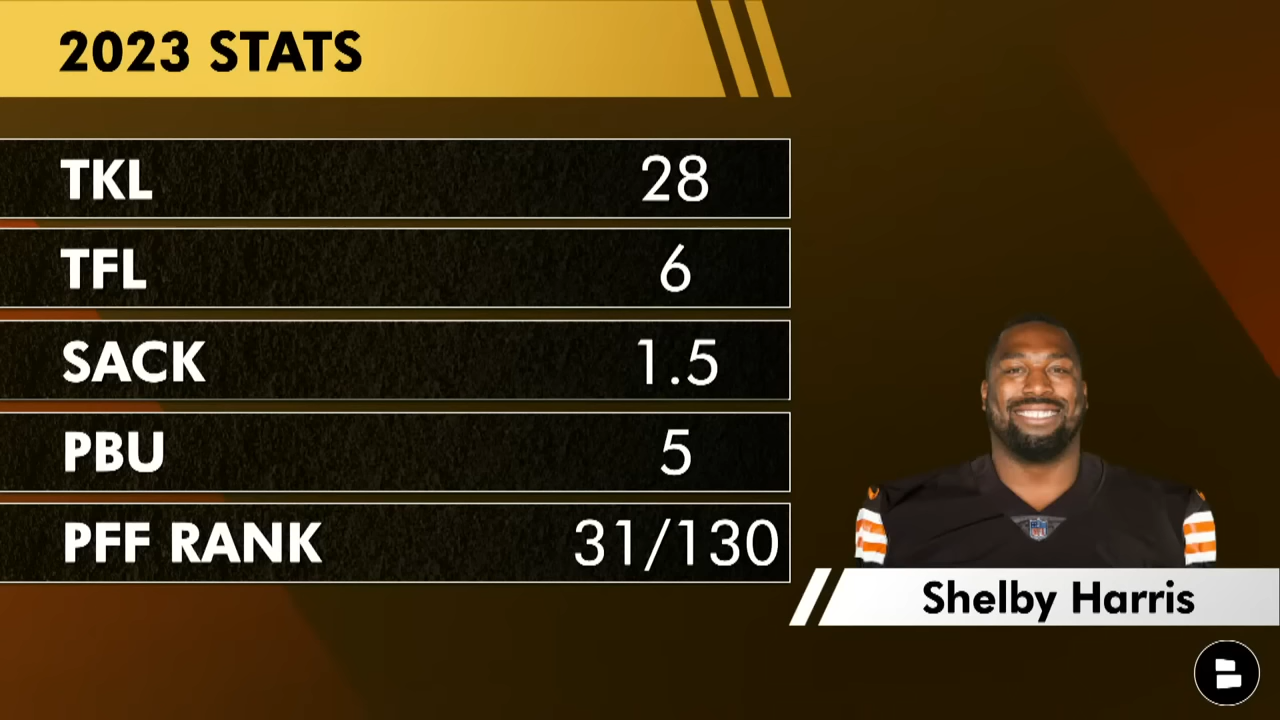 2023 STATS
TKL 28
TFL 6
SACK 1.5
PBU 5
PFF RANK 31/130
Shelby Harris